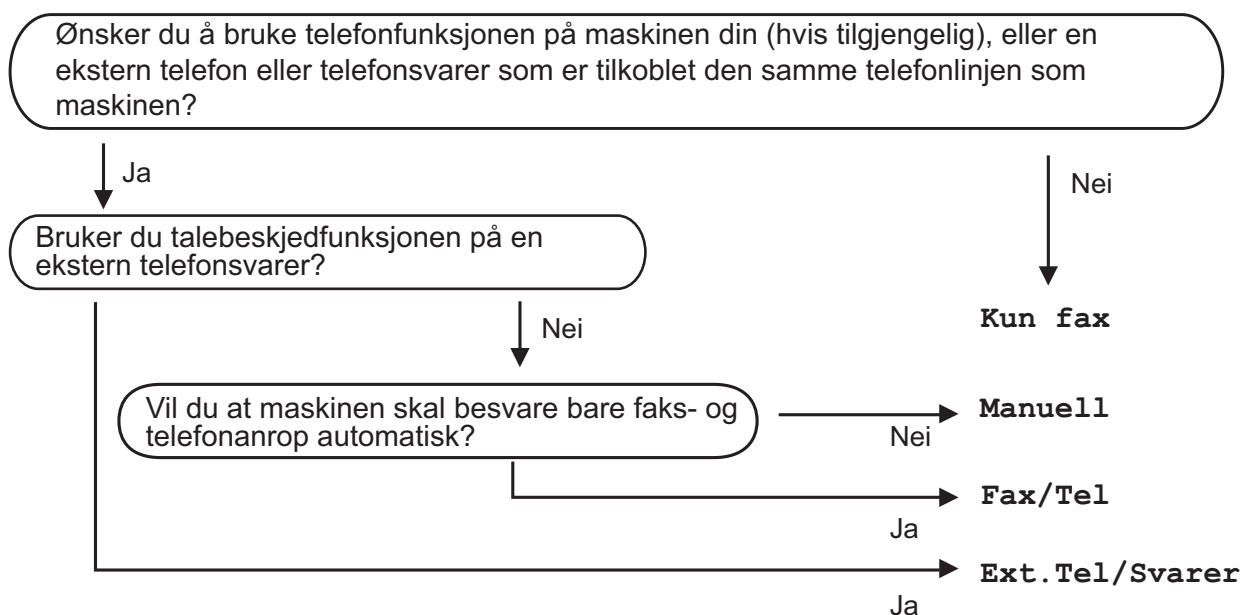 Ønsker du å bruke telefonfunksjonen på maskinen din (hvis tilgjengelig), eller en
ekstern telefon eller telefonsvarer som er tilkoblet den samme telefonlinjen som
maskinen?
Ja
Nei
Bruker du talebeskjedfunksjonen på en
ekstern telefonsvarer?
Nei
Kun fax
Vil du at maskinen skal besvare bare faks- og
telefonanrop automatisk?
Nei
Manuell
Ja
Fax/Tel
Ja
Ext.Tel/Svarer